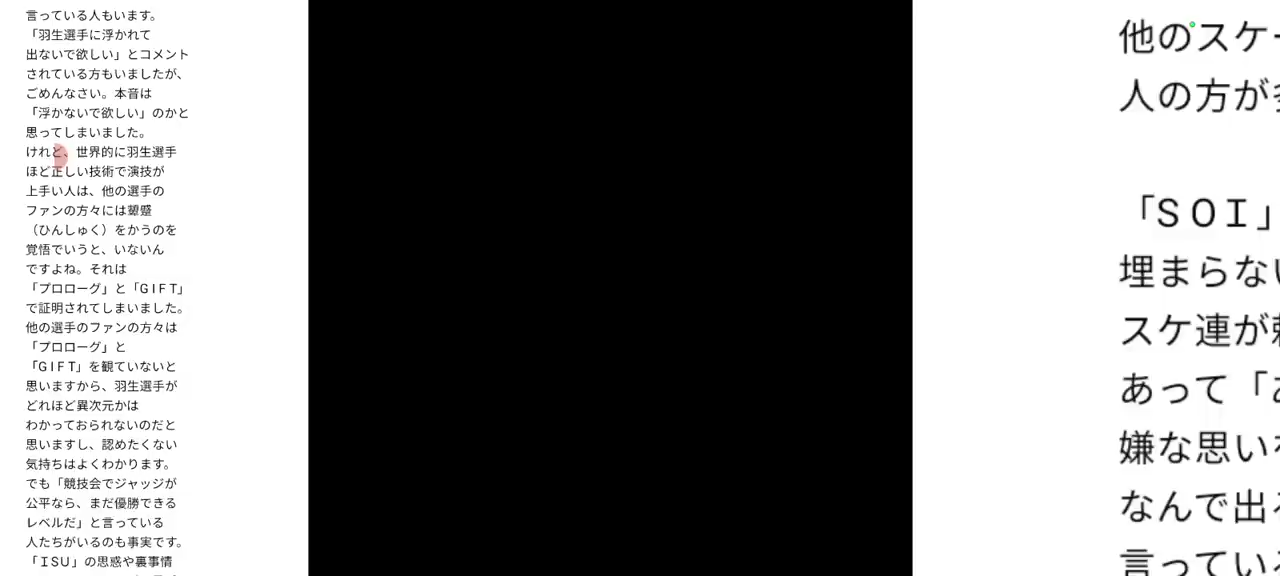 言っている人もいます。
「羽生選手に浮かれて
出ないで欲しい」とコメント
されている方もいましたが、
ごめんなさい。本音は
「浮かないで欲しい」のかと
思ってしまいました。
けれど、世界的に羽生選手
ほど正しい技術で演技が
上手い人は、他の選手の
ファンの方々には顰蹙
（ひんしゅく）をかうのを
覚悟でいうと、いないん
ですよね。それは
「プロローグ」と「GIFT」
で証明されてしまいました。
他の選手のファンの方々は
「プロローグ」と
「GIFT」を観ていないと
思いますから、羽生選手が
どれほど異次元かは
わかっておられないのだと
思いますし、認めたくない
気持ちはよくわかります。
でも「競技会でジャッジが
公平なら、まだ優勝できる
レベルだ」と言っている
人たちがいるのも事実です。
「ISU」の思惑や裏事情
他のスケ
人の方が
「SOI」
埋まらな
スケ連が
あって「
嫌な思い
なんで出
言ってい